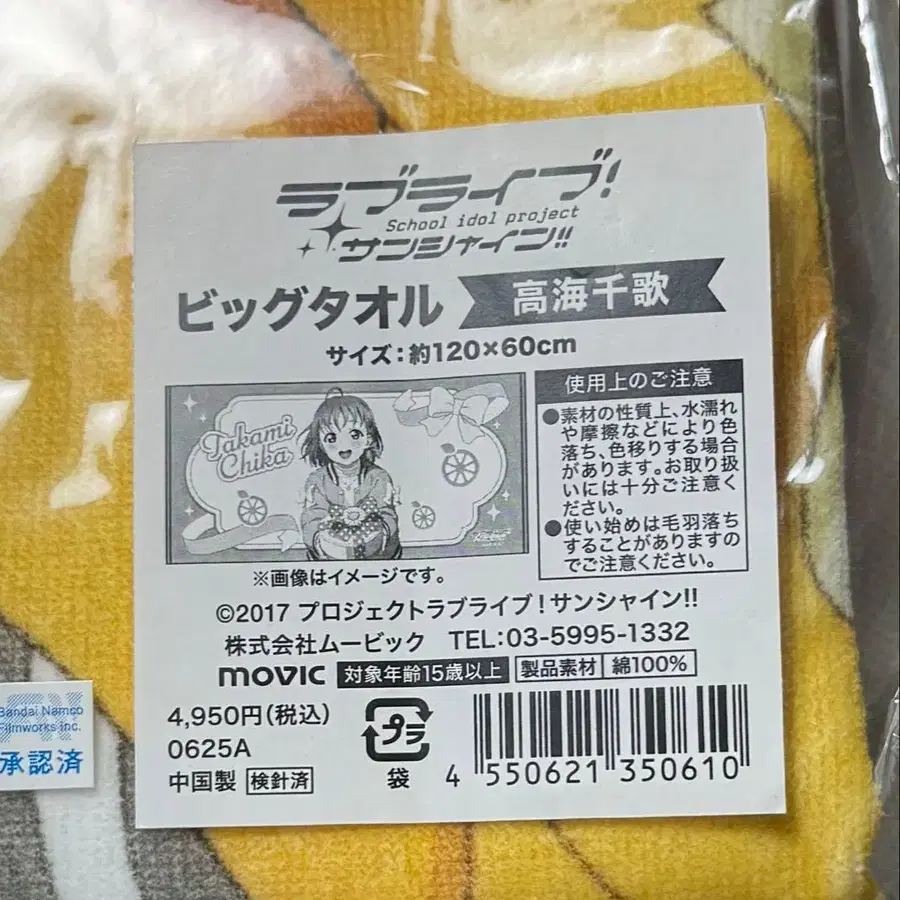 ラブライブ!
School idol project
サンシャイン!!
ビッグタオル 高海千歌
サイズ：約120×60cm
Takami
Chika
※画像はイメージです。
使用上のご注意
●素材の性質上、水濡れ
や摩擦などにより色
落ち、色移りする場合
があります。お取り扱
いには十分ご注意く
ださい。
●使い始めは毛羽落ち
することがありますの
でご注意ください。
©2017 プロジェクトラブライブ！サンシャイン!!
株式会社ムービック TEL:03-5995-1332
movic 対象年齢15歳以上 製品素材 綿100%
4,950円(税込)
0625A
中国製 検針済
プラ
袋
4 550621 350610
Bandai Namco
Filmworks Inc.
承認済